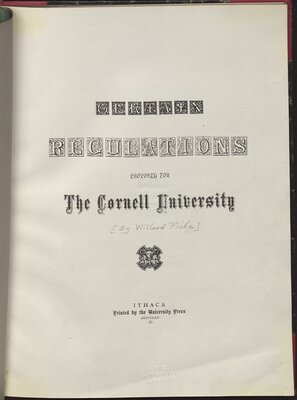 CERTAIN
REGULATIONS
PROPOSED FOR
The Cornell University
[By Willard Fiske]
ITHACA
Printed by the University Press